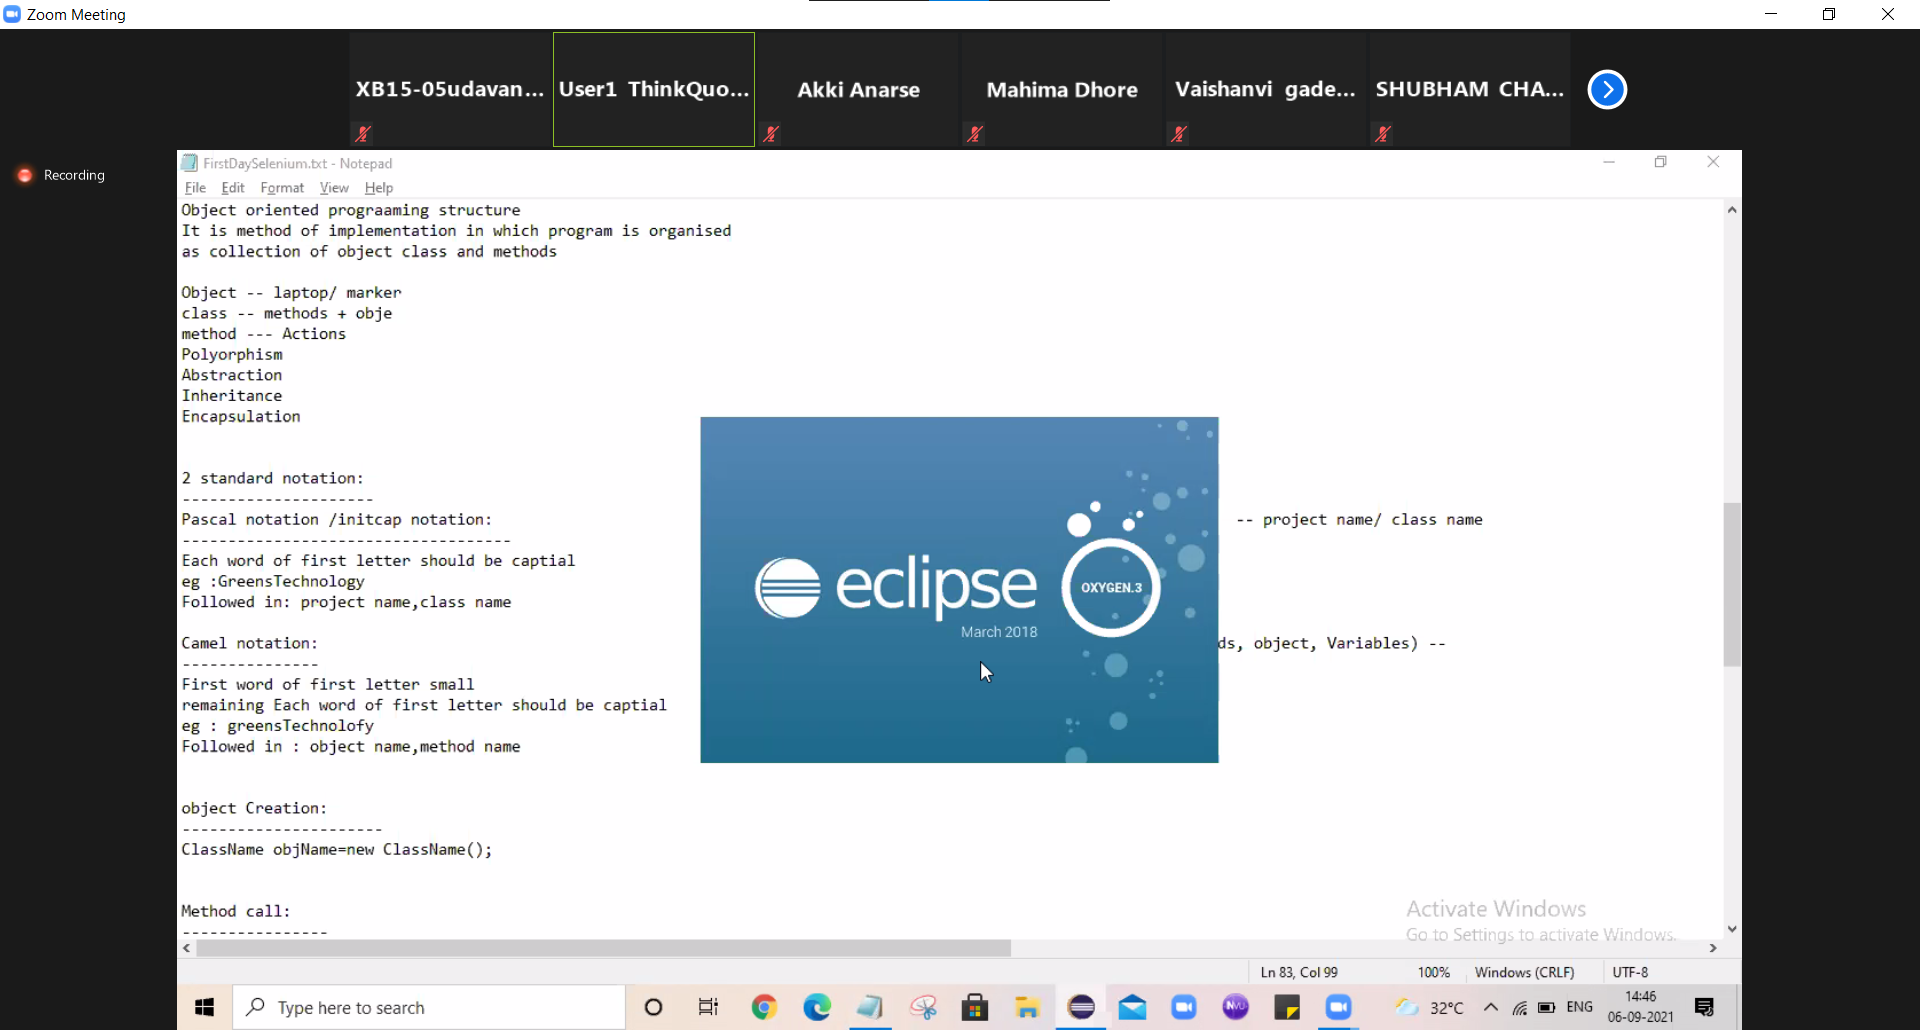 Zoom Meeting
XB15-05udavan...
User1 ThinkQuo...
Akki Anarse
Mahima Dhore
Vaishanvi gade...
SHUBHAM CHA...
Recording
FirstDaySelenium.txt - Notepad
File Edit Format View Help
Object oriented prograaming structure
It is method of implementation in which program is organised
as collection of object class and methods
Object -- laptop/ marker
class -- methods + obje
method --- Actions
Polyorphism
Abstraction
Inheritance
Encapsulation
2 standard notation:
---------------------
Pascal notation /initcap notation: -- project name/ class name
------------------------------------
Each word of first letter should be captial
eg :GreensTechnology
Followed in: project name,class name
Camel notation: ds, object, Variables) --
---------------
First word of first letter small
remaining Each word of first letter should be captial
eg : greensTechnolofy
Followed in : object name,method name
object Creation:
----------------------
ClassName objName=new ClassName();
Method call:
----------------
eclipse
OXYGEN.3
March 2018
Activate Windows
Go to Settings to activate Windows.
Ln 83, Col 99 100% Windows (CRLF) UTF-8
Type here to search
NVU
32°C
ENG
14:46
06-09-2021